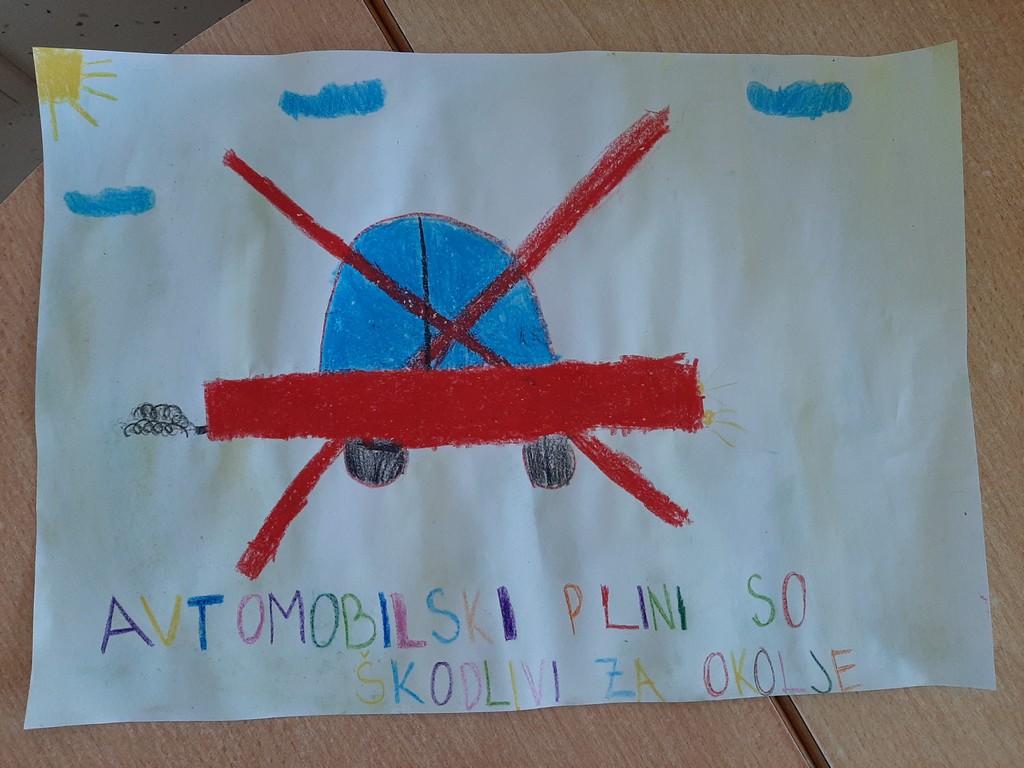 AVTOMOBILSKI PLINI SO
ŠKODLIVI ZA OKOLJE